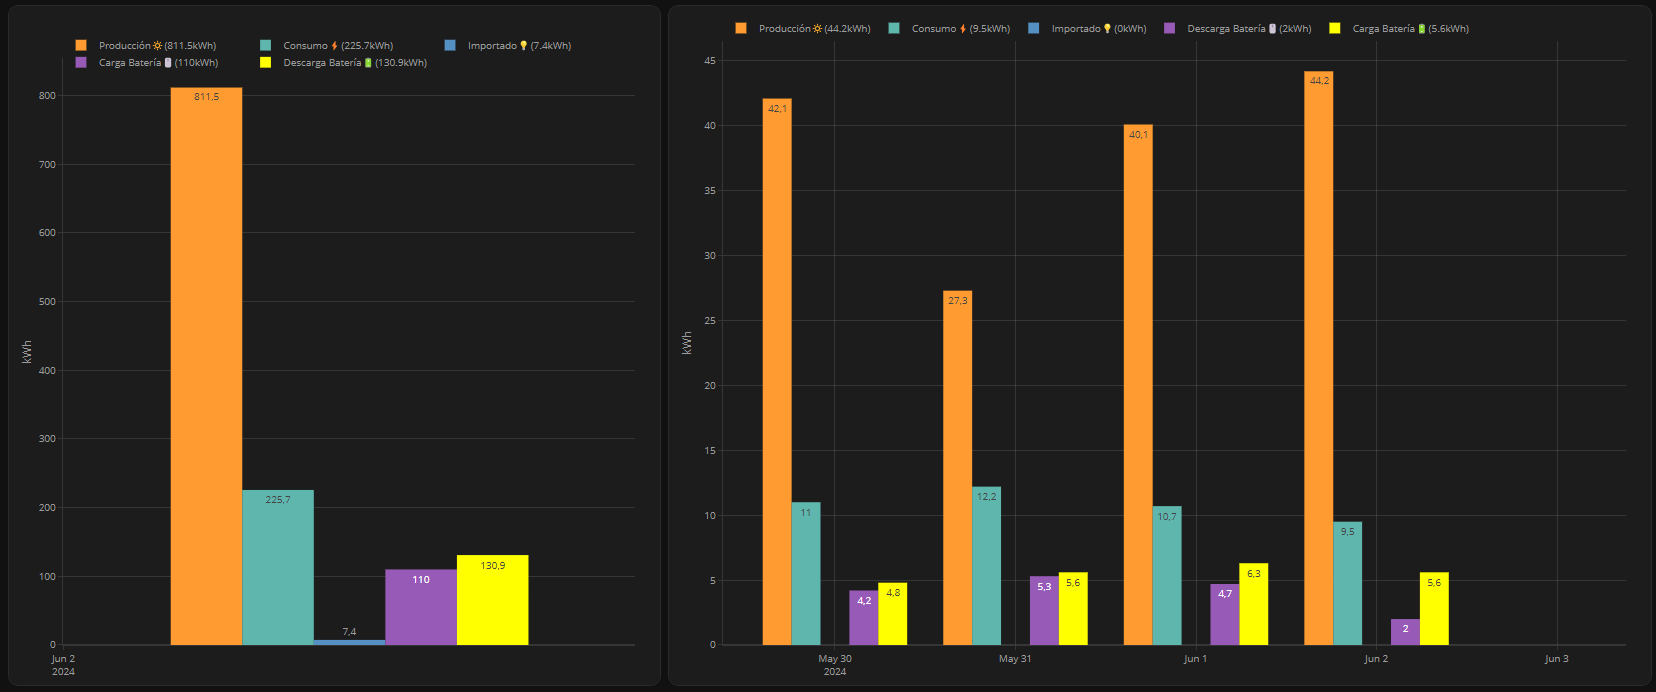 Producción☀️(811.5kWh)
Consumo⚡(225.7kWh)
Importado💡(7.4kWh)
Carga Batería🔋(110kWh)
Descarga Batería🔋(130.9kWh)
800
700
600
500
400
300
200
100
0
kWh
811,5
225,7
7,4
110
130,9
Jun 2
2024
Producción☀️(44.2kWh)
Consumo⚡(9.5kWh)
Importado💡(0kWh)
Descarga Batería🔋(2kWh)
Carga Batería🔋(5.6kWh)
45
40
35
30
25
20
15
10
5
0
kWh
42,1
11
4,2
4,8
27,3
12,2
5,3
5,6
40,1
10,7
4,7
6,3
44,2
9,5
2
5,6
May 30
2024
May 31
Jun 1
Jun 2
Jun 3